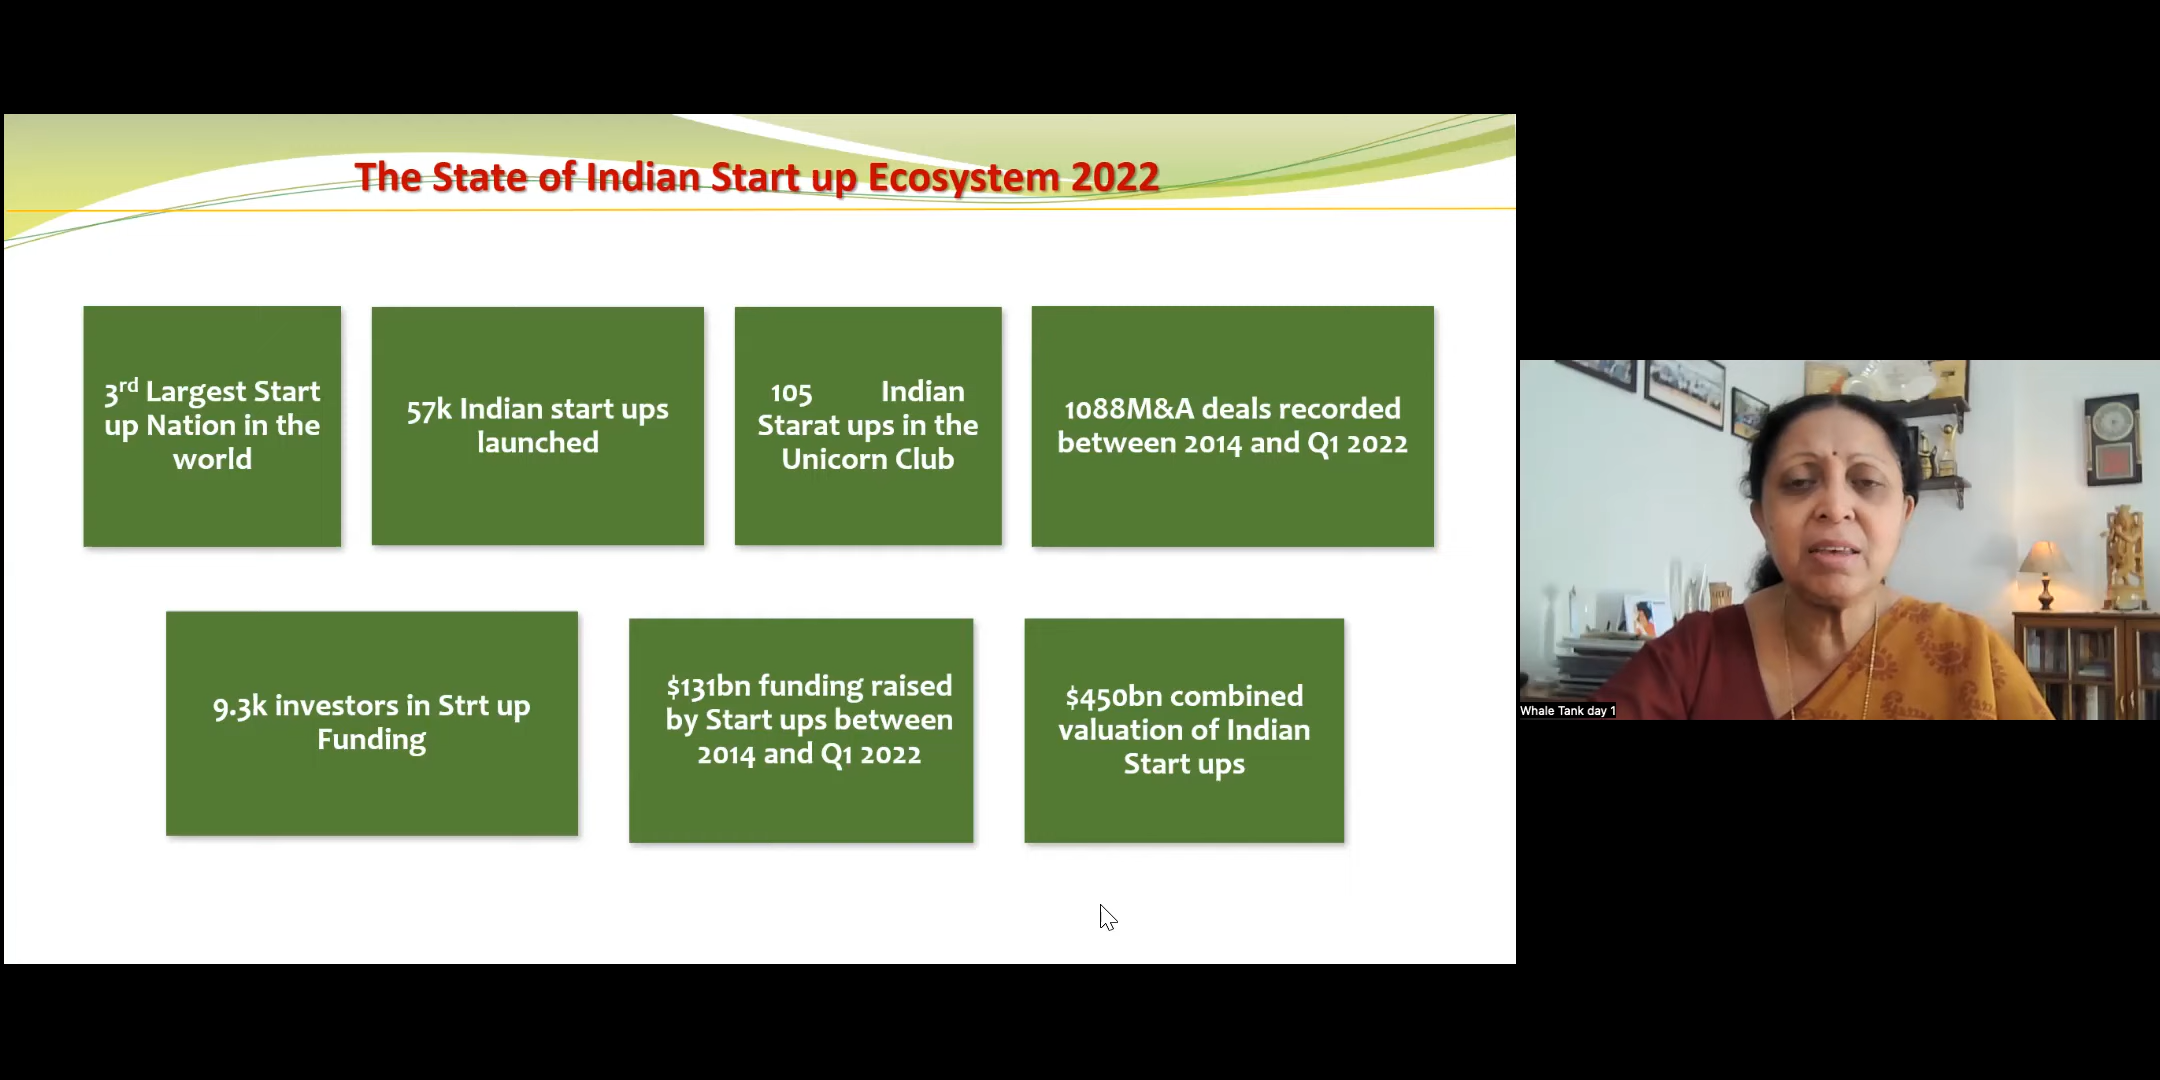 The State of Indian Start up Ecosystem 2022
3rd Largest Start
up Nation in the
world
57k Indian start ups
launched
105 Indian
Starat ups in the
Unicorn Club
1088M&A deals recorded
between 2014 and Q1 2022
9.3k investors in Strt up
Funding
$131bn funding raised
by Start ups between
2014 and Q1 2022
$450bn combined
valuation of Indian
Start ups
Whale Tank day 1